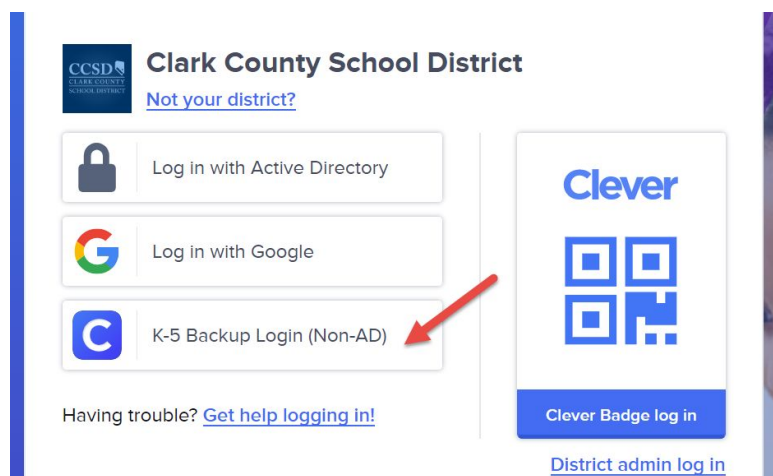 CCSD
CLARK COUNTY
SCHOOL DISTRICT
Clark County School District
Not your district?
Log in with Active Directory
Log in with Google
K-5 Backup Login (Non-AD)
Having trouble? Get help logging in!
Clever
Clever Badge log in
District admin log in